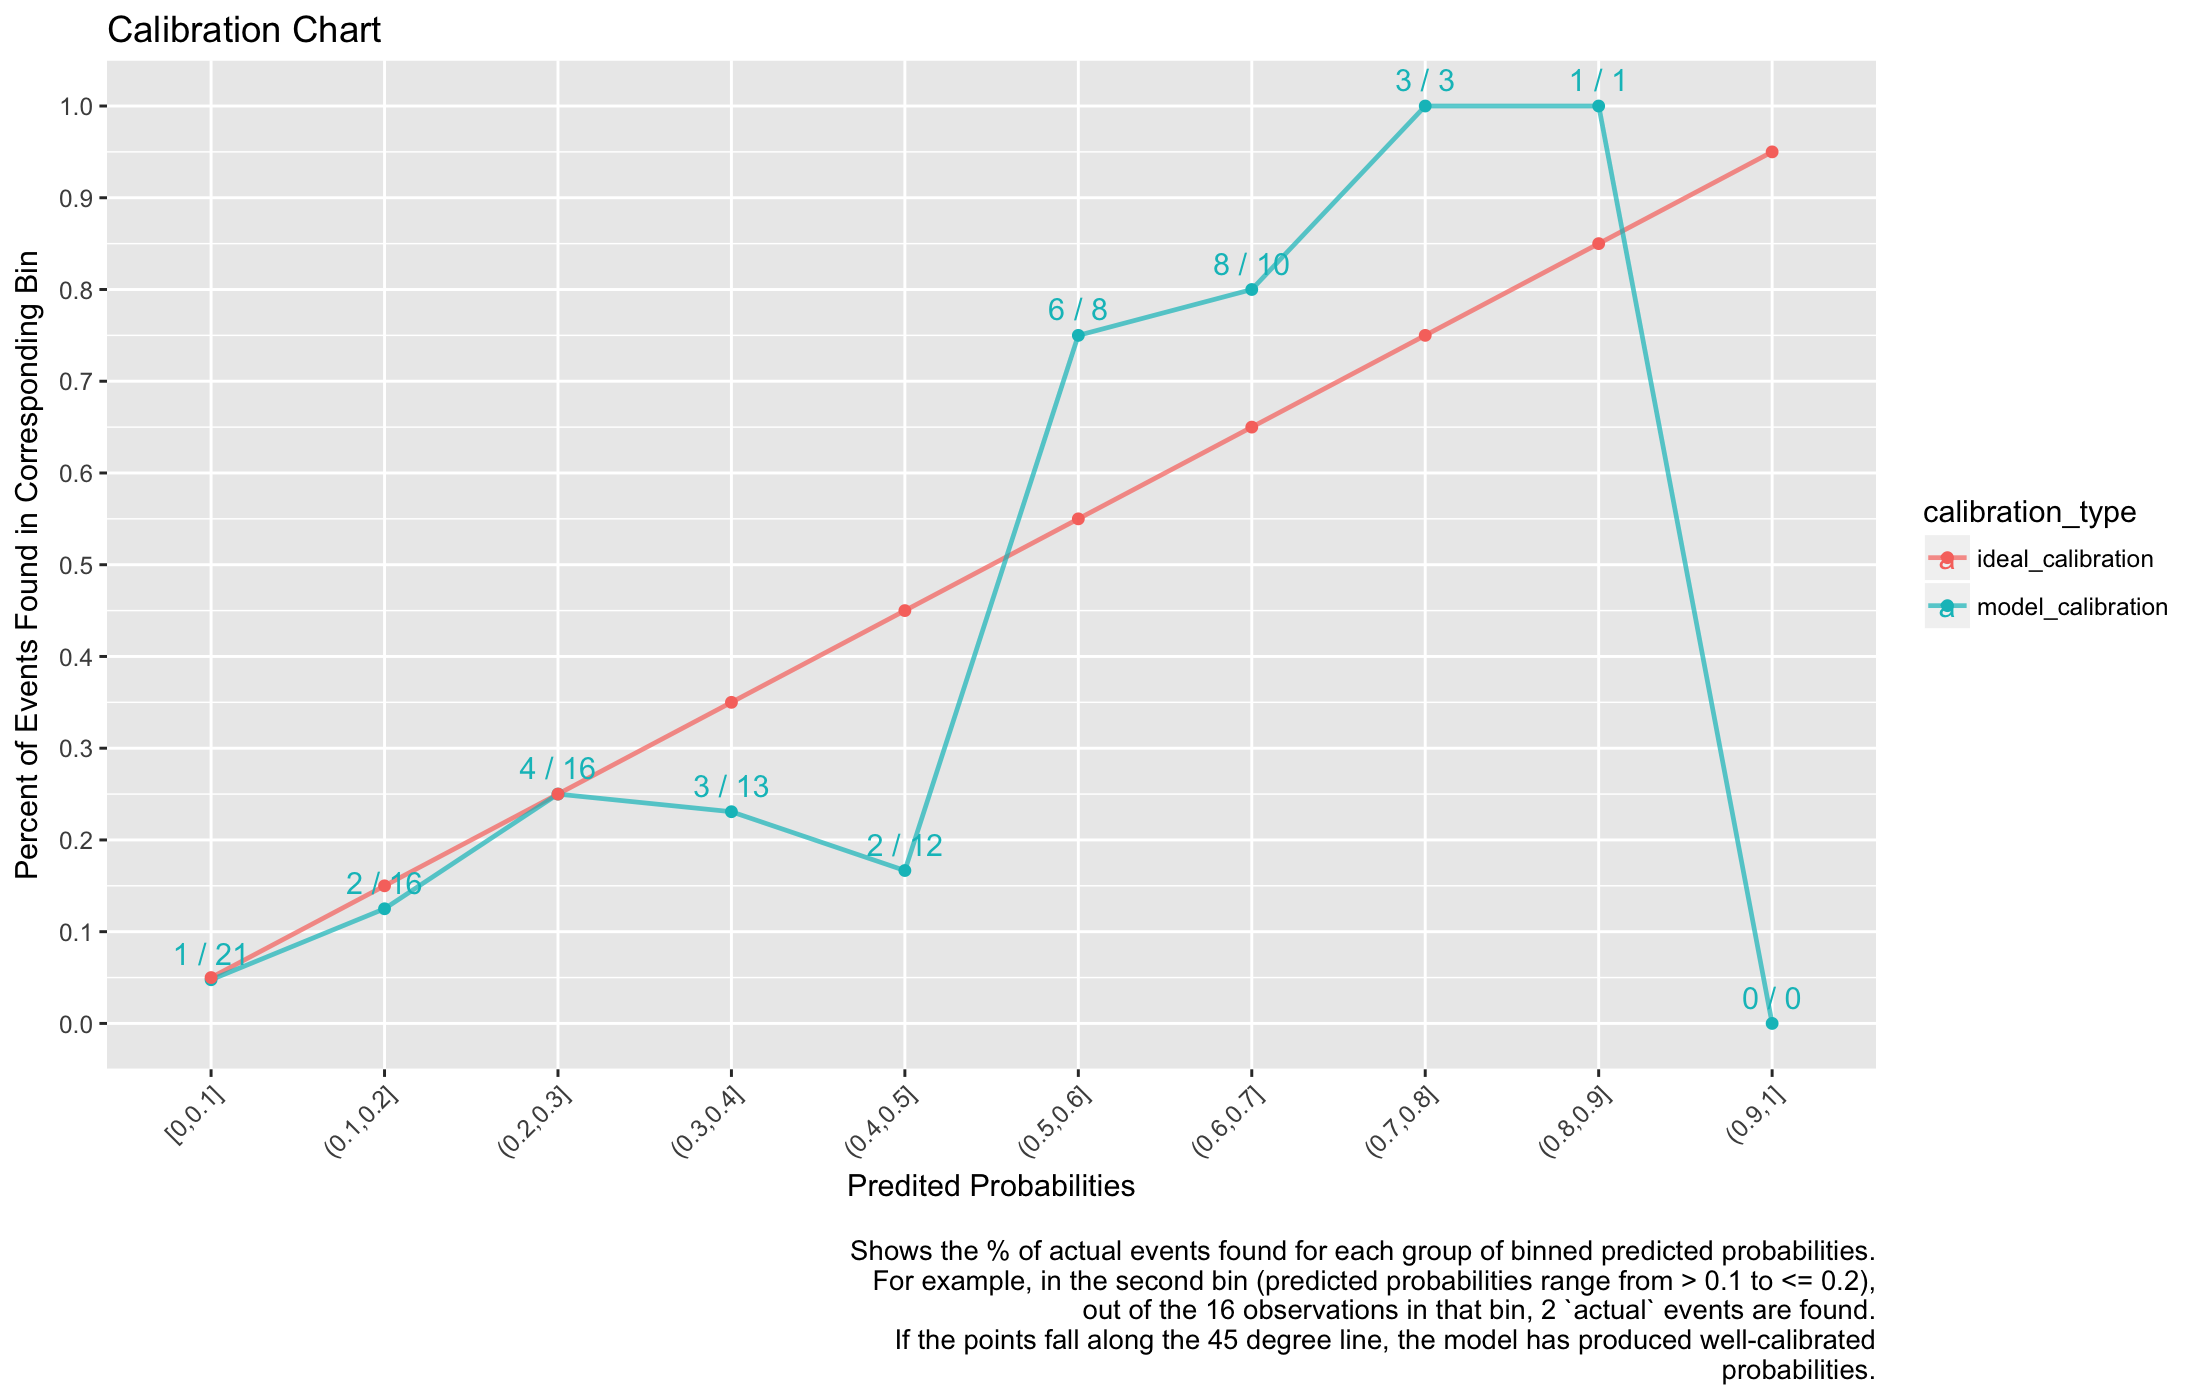 Calibration Chart
Percent of Events Found in Corresponding Bin
1.0
0.9
0.8
0.7
0.6
0.5
0.4
0.3
0.2
0.1
0.0
1 / 21
2 / 16
4 / 16
3 / 13
2 / 12
6 / 8
8 / 10
3 / 3
1 / 1
0 / 0
[0,0.1]
(0.1,0.2]
(0.2,0.3]
(0.3,0.4]
(0.4,0.5]
(0.5,0.6]
(0.6,0.7]
(0.7,0.8]
(0.8,0.9]
(0.9,1]
Predited Probabilities
calibration_type
a ideal_calibration
a model_calibration
Shows the % of actual events found for each group of binned predicted probabilities.
For example, in the second bin (predicted probabilities range from > 0.1 to <= 0.2),
out of the 16 observations in that bin, 2 `actual` events are found.
If the points fall along the 45 degree line, the model has produced well-calibrated
probabilities.